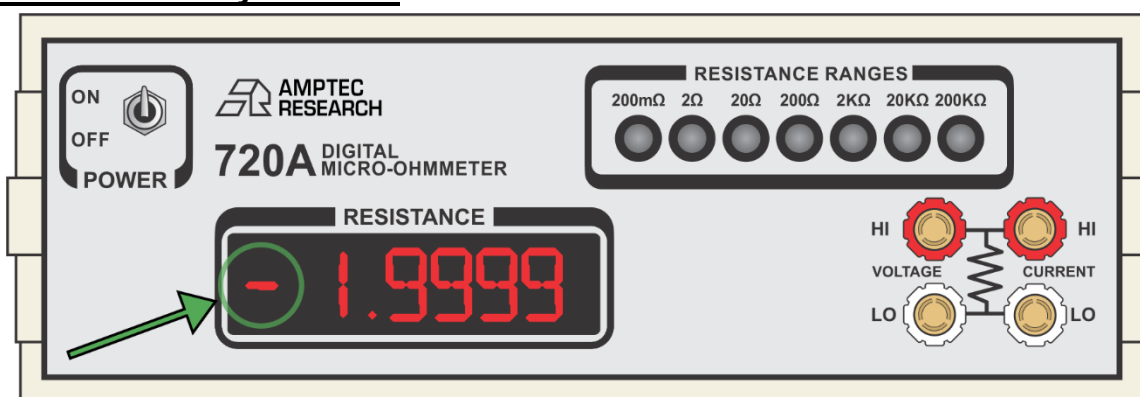 ON
OFF
POWER
AMPTEC
RESEARCH
720A DIGITAL
MICRO-OHMMETER
RESISTANCE RANGES
200mΩ 2Ω 20Ω 200Ω 2KΩ 20KΩ 200KΩ
RESISTANCE
- 1.9999
HI HI
VOLTAGE CURRENT
LO LO